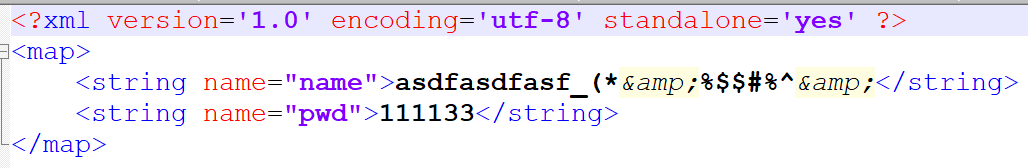 <?xml version='1.0' encoding='utf-8' standalone='yes' ?>
<map>
<string name="name">asdfasdfasf_(*&amp;%$$#%^&amp;</string>
<string name="pwd">111133</string>
</map>